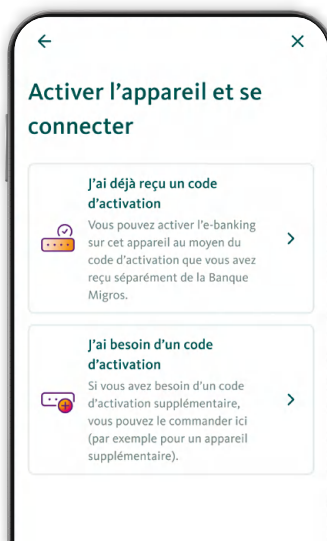 Activer l'appareil et se
connecter
J'ai déjà reçu un code
d'activation
Vous pouvez activer l'e-banking
sur cet appareil au moyen du
code d'activation que vous avez
reçu séparément de la Banque
Migros.
J'ai besoin d'un code
d'activation
Si vous avez besoin d'un code
d'activation supplémentaire,
vous pouvez le commander ici
(par exemple pour un appareil
supplémentaire).